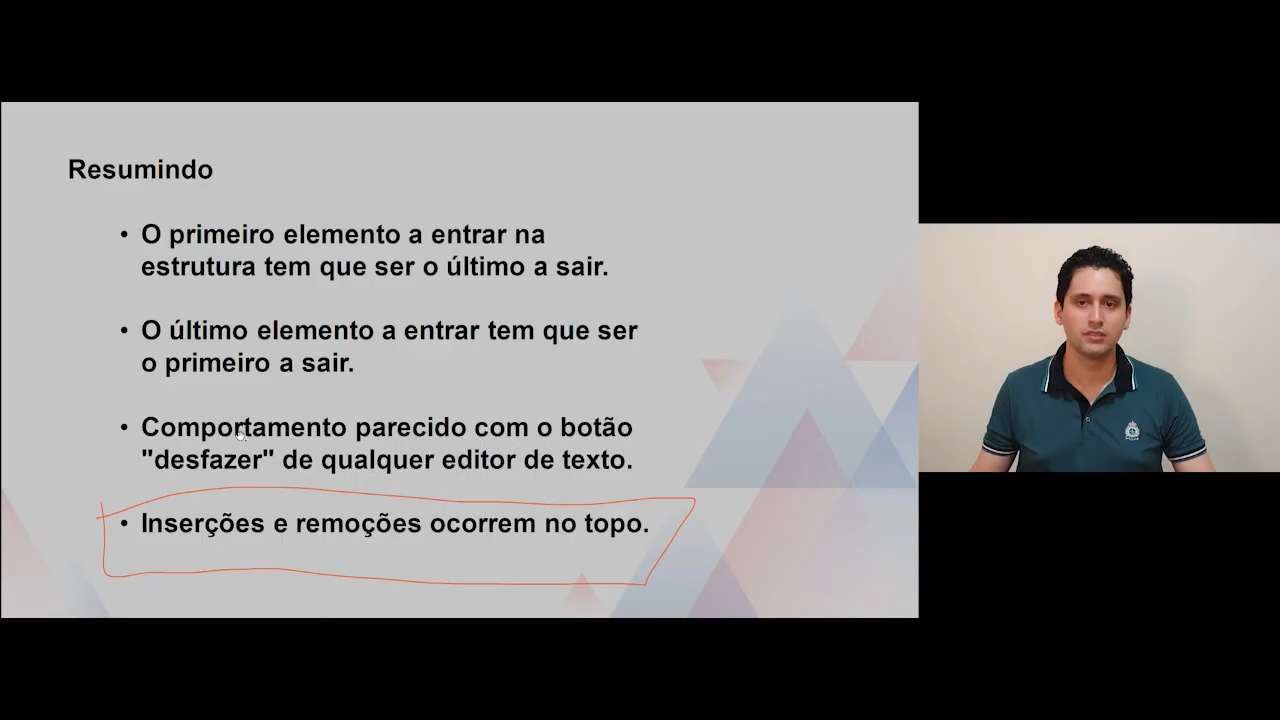 Resumindo
• O primeiro elemento a entrar na
estrutura tem que ser o último a sair.
• O último elemento a entrar tem que ser
o primeiro a sair.
• Comportamento parecido com o botão
"desfazer" de qualquer editor de texto.
• Inserções e remoções ocorrem no topo.